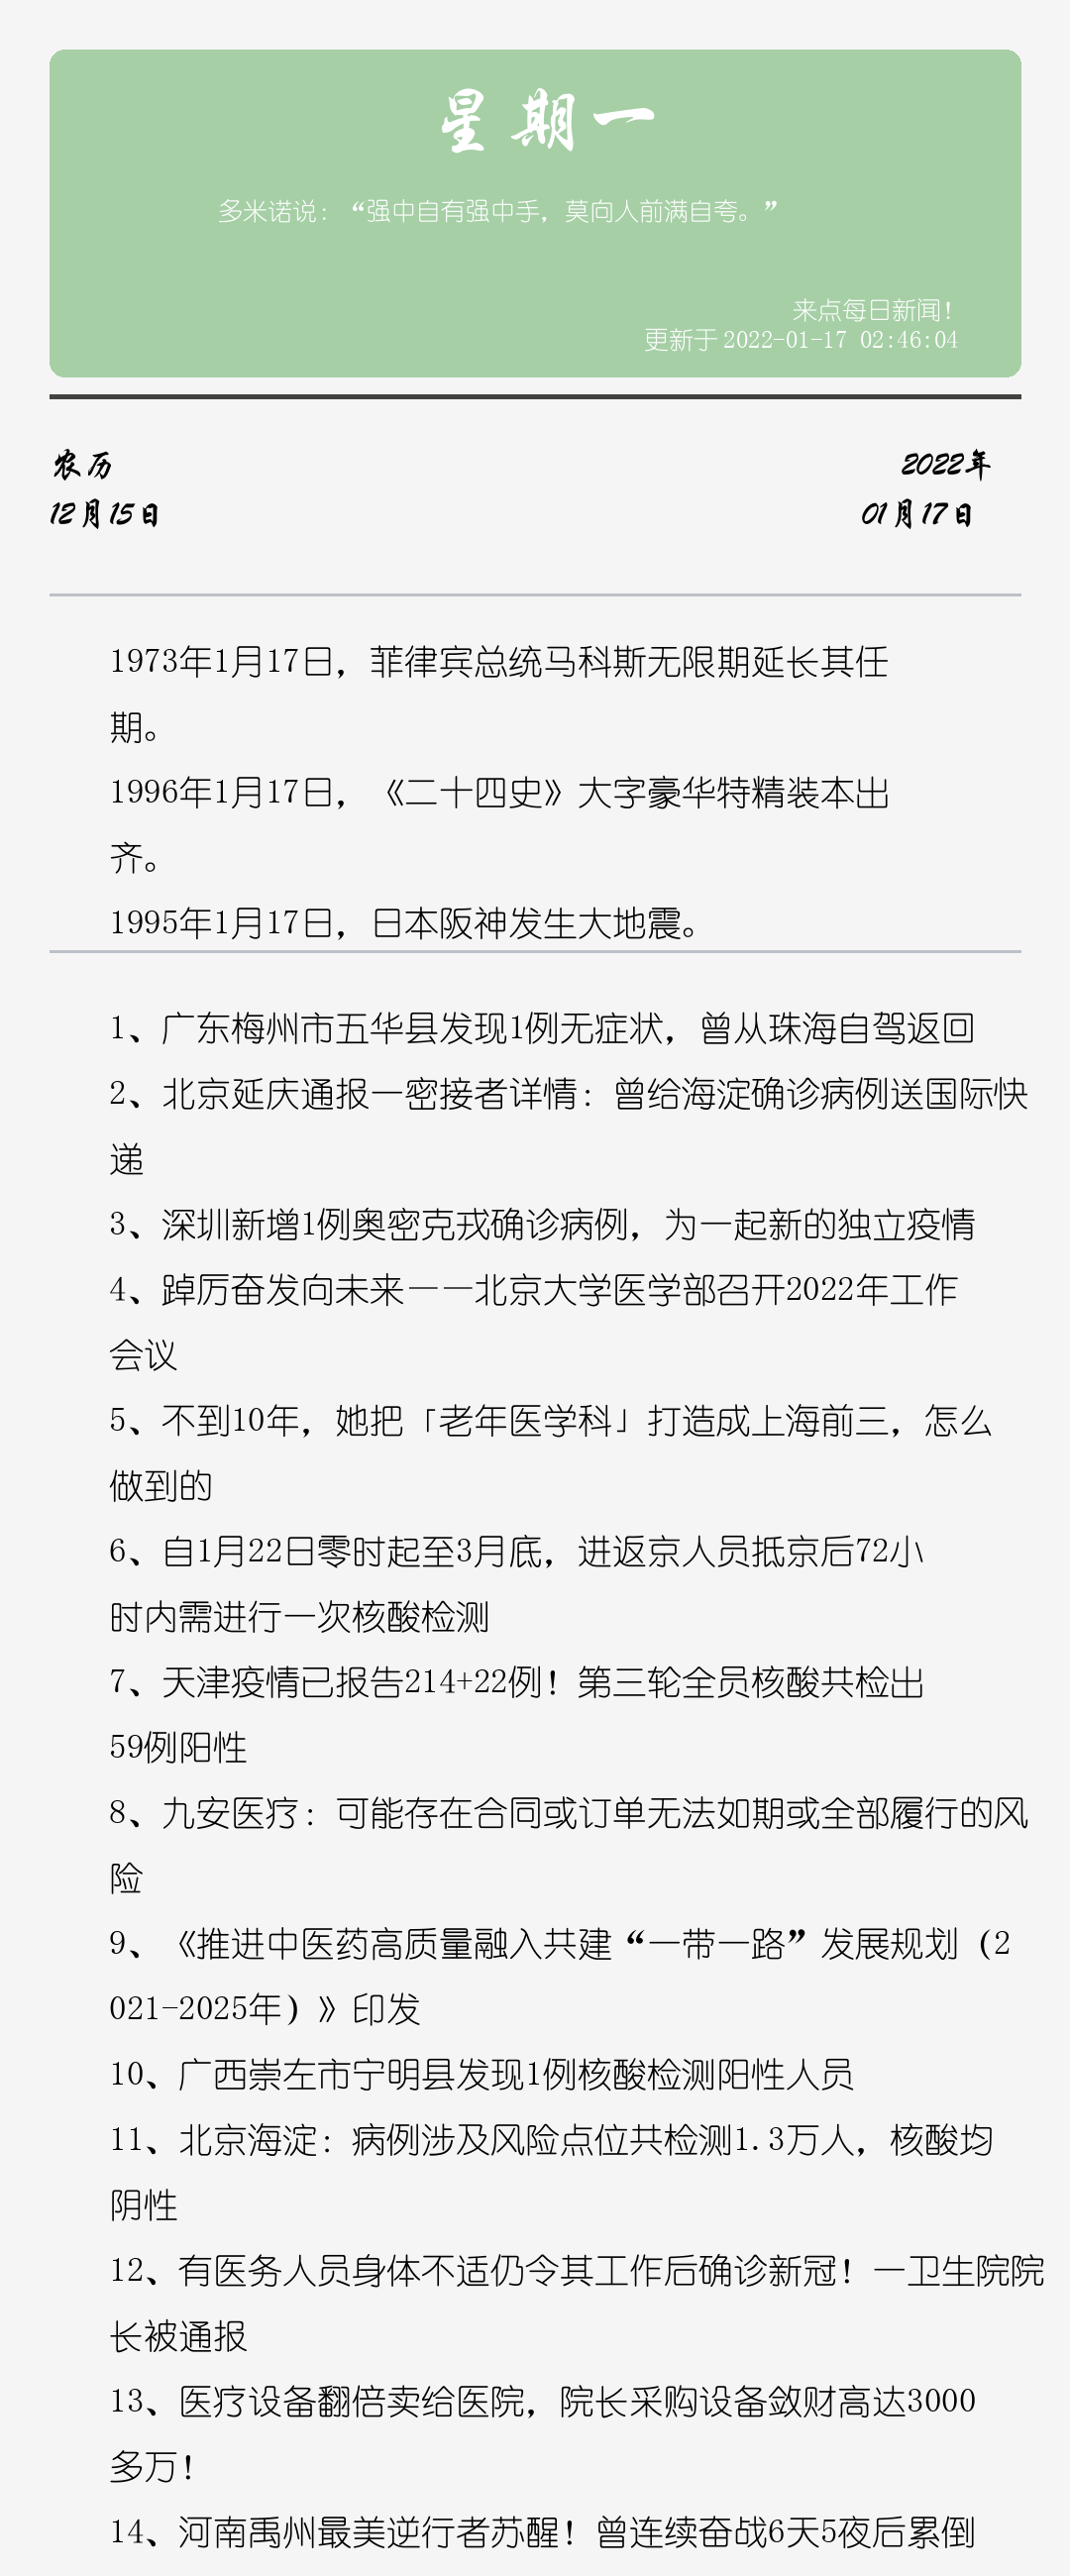 星期一
多米诺说：“强中自有强中手，莫向人前满自夸。”
来点每日新闻！
更新于 2022-01-17 02:46:04
农历
2022年
12月15日
01月17日
1973年1月17日，菲律宾总统马科斯无限期延长其任
期。
1996年1月17日，《二十四史》大字豪华特精装本出
齐。
1995年1月17日，日本阪神发生大地震。
1、广东梅州市五华县发现1例无症状，曾从珠海自驾返回
2、北京延庆通报一密接者详情：曾给海淀确诊病例送国际快
递
3、深圳新增1例奥密克戎确诊病例，为一起新的独立疫情
4、踔厉奋发向未来——北京大学医学部召开2022年工作
会议
5、不到10年，她把「老年医学科」打造成上海前三，怎么
做到的
6、自1月22日零时起至3月底，进返京人员抵京后72小
时内需进行一次核酸检测
7、天津疫情已报告214+22例！第三轮全员核酸共检出
59例阳性
8、九安医疗：可能存在合同或订单无法如期或全部履行的风
险
9、《推进中医药高质量融入共建“一带一路”发展规划（2
021-2025年）》印发
10、广西崇左市宁明县发现1例核酸检测阳性人员
11、北京海淀：病例涉及风险点位共检测1.3万人，核酸均
阴性
12、有医务人员身体不适仍令其工作后确诊新冠！一卫生院院
长被通报
13、医疗设备翻倍卖给医院，院长采购设备敛财高达3000
多万！
14、河南禹州最美逆行者苏醒！曾连续奋战6天5夜后累倒